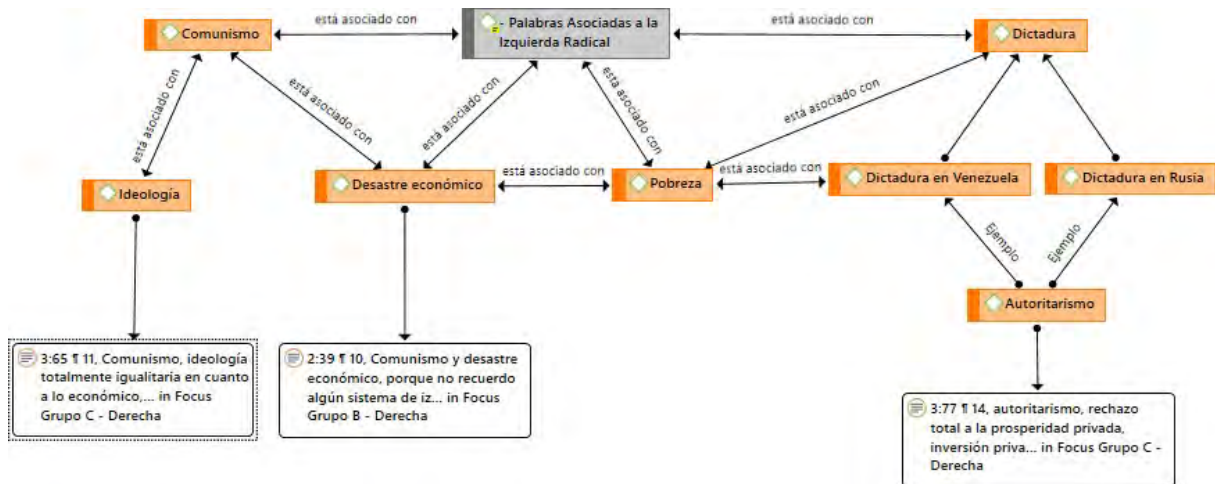 está asociado con
está asociado con
Comunismo
- Palabras Asociadas a la
Izquierda Radical
Dictadura
está asociado con
está asociado con
está asociado con
está asociado con
está asociado con
Ideología
Desastre económico
está asociado con
Pobreza
está asociado con
Dictadura en Venezuela
Dictadura en Rusia
Ejemplo
Ejemplo
Autoritarismo
3:65 ¶ 11, Comunismo, ideología
totalmente igualitaría en cuanto
a lo económico,... in Focus
Grupo C - Derecha
2:39 ¶ 10, Comunismo y desastre
económico, porque no recuerdo
algún sistema de iz... in Focus
Grupo B - Derecha
3:77 ¶ 14, autoritarismo, rechazo
total a la prosperidad privada,
inversión priva... in Focus Grupo C -
Derecha